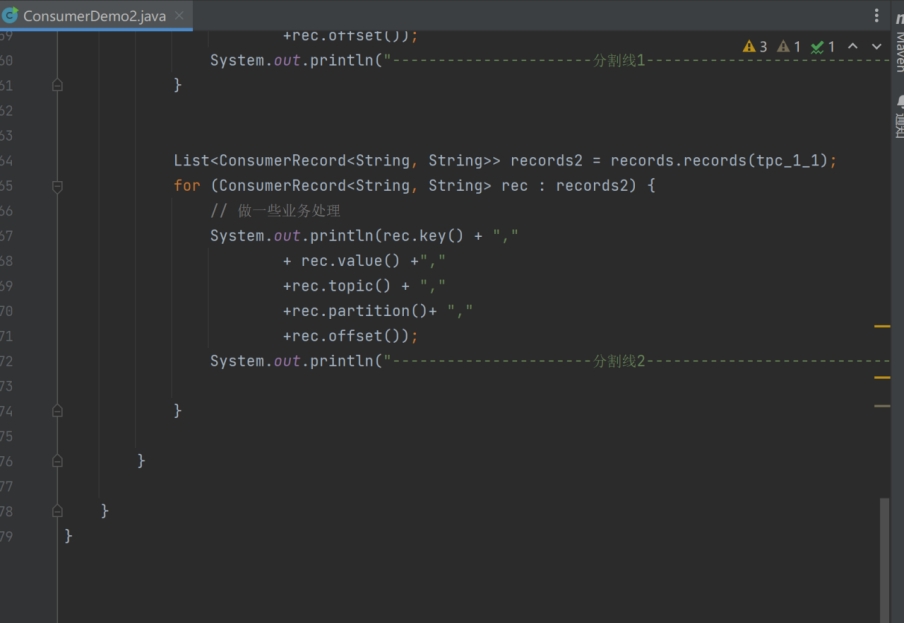 ConsumerDemo2.java
59 +rec.offset());
3 1 1
60 System.out.println("----------------------分割线1---------------------------
61 }
62
63
64 List<ConsumerRecord<String, String>> records2 = records.records(tpc_1_1);
65 for (ConsumerRecord<String, String> rec : records2) {
66 // 做一些业务处理
67 System.out.println(rec.key() + ","
68 + rec.value() +","
69 +rec.topic() + ","
70 +rec.partition()+ ","
71 +rec.offset());
72 System.out.println("----------------------分割线2---------------------------
73
74 }
75
76 }
77
78 }
79 }
Maven
通知